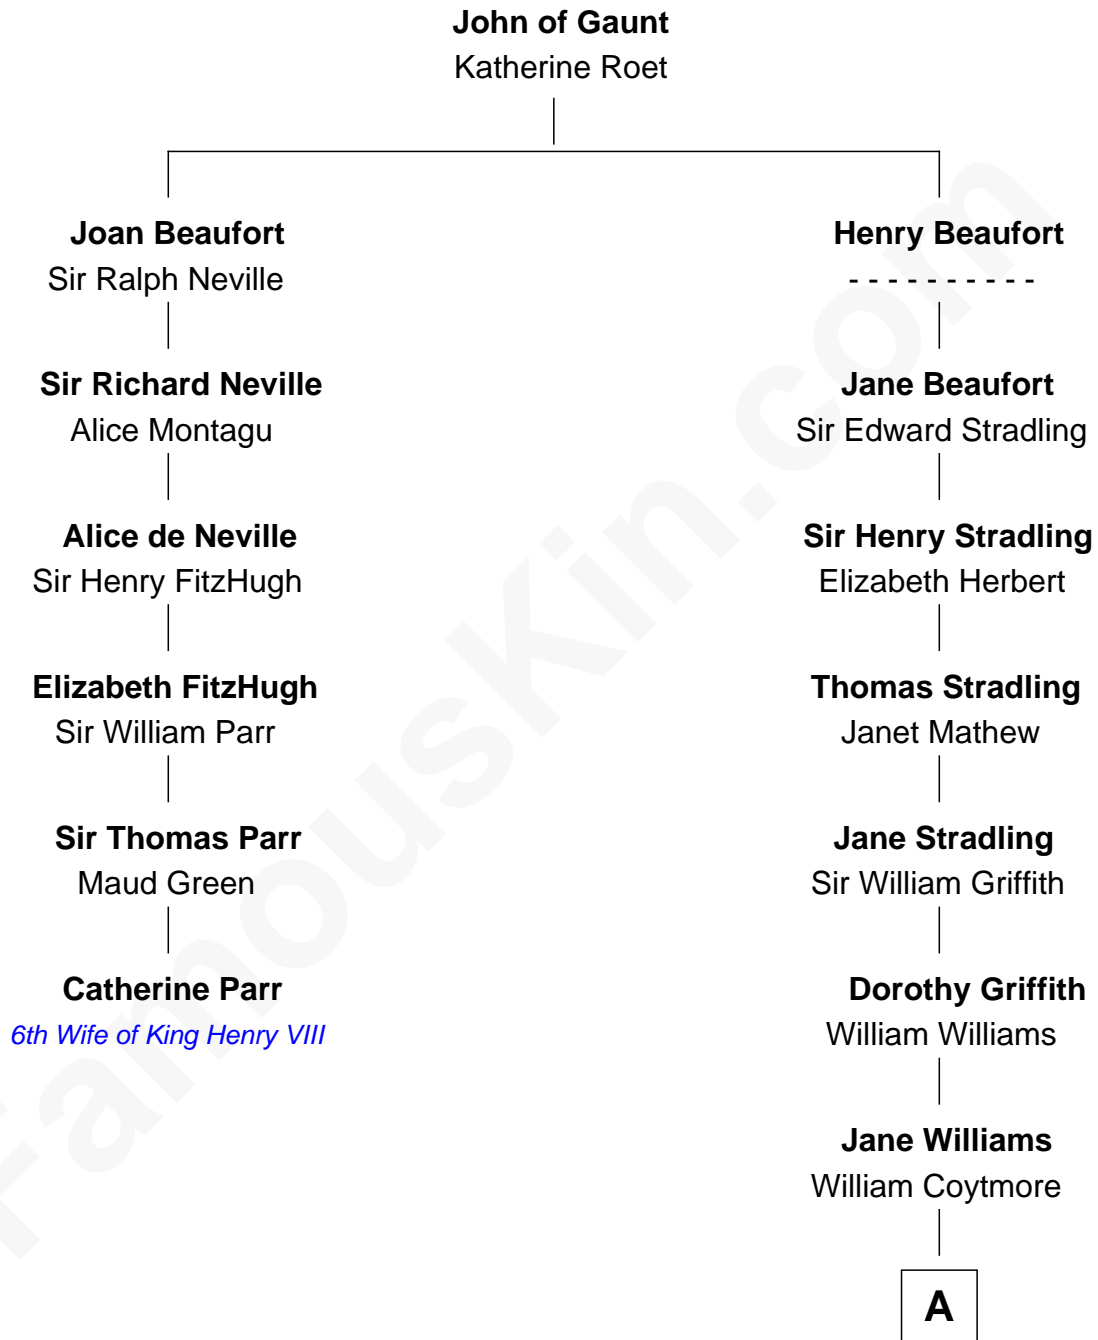 John of Gaunt
Katherine Roet
Joan Beaufort
Sir Ralph Neville
Henry Beaufort
- - - - - - - - - -
Sir Richard Neville
Alice Montagu
Jane Beaufort
Sir Edward Stradling
Alice de Neville
Sir Henry FitzHugh
Sir Henry Stradling
Elizabeth Herbert
Elizabeth FitzHugh
Sir William Parr
Thomas Stradling
Janet Mathew
Sir Thomas Parr
Maud Green
Jane Stradling
Sir William Griffith
Catherine Parr
6th Wife of King Henry VIII
Dorothy Griffith
William Williams
Jane Williams
William Coytmore
A
FamousKin.com